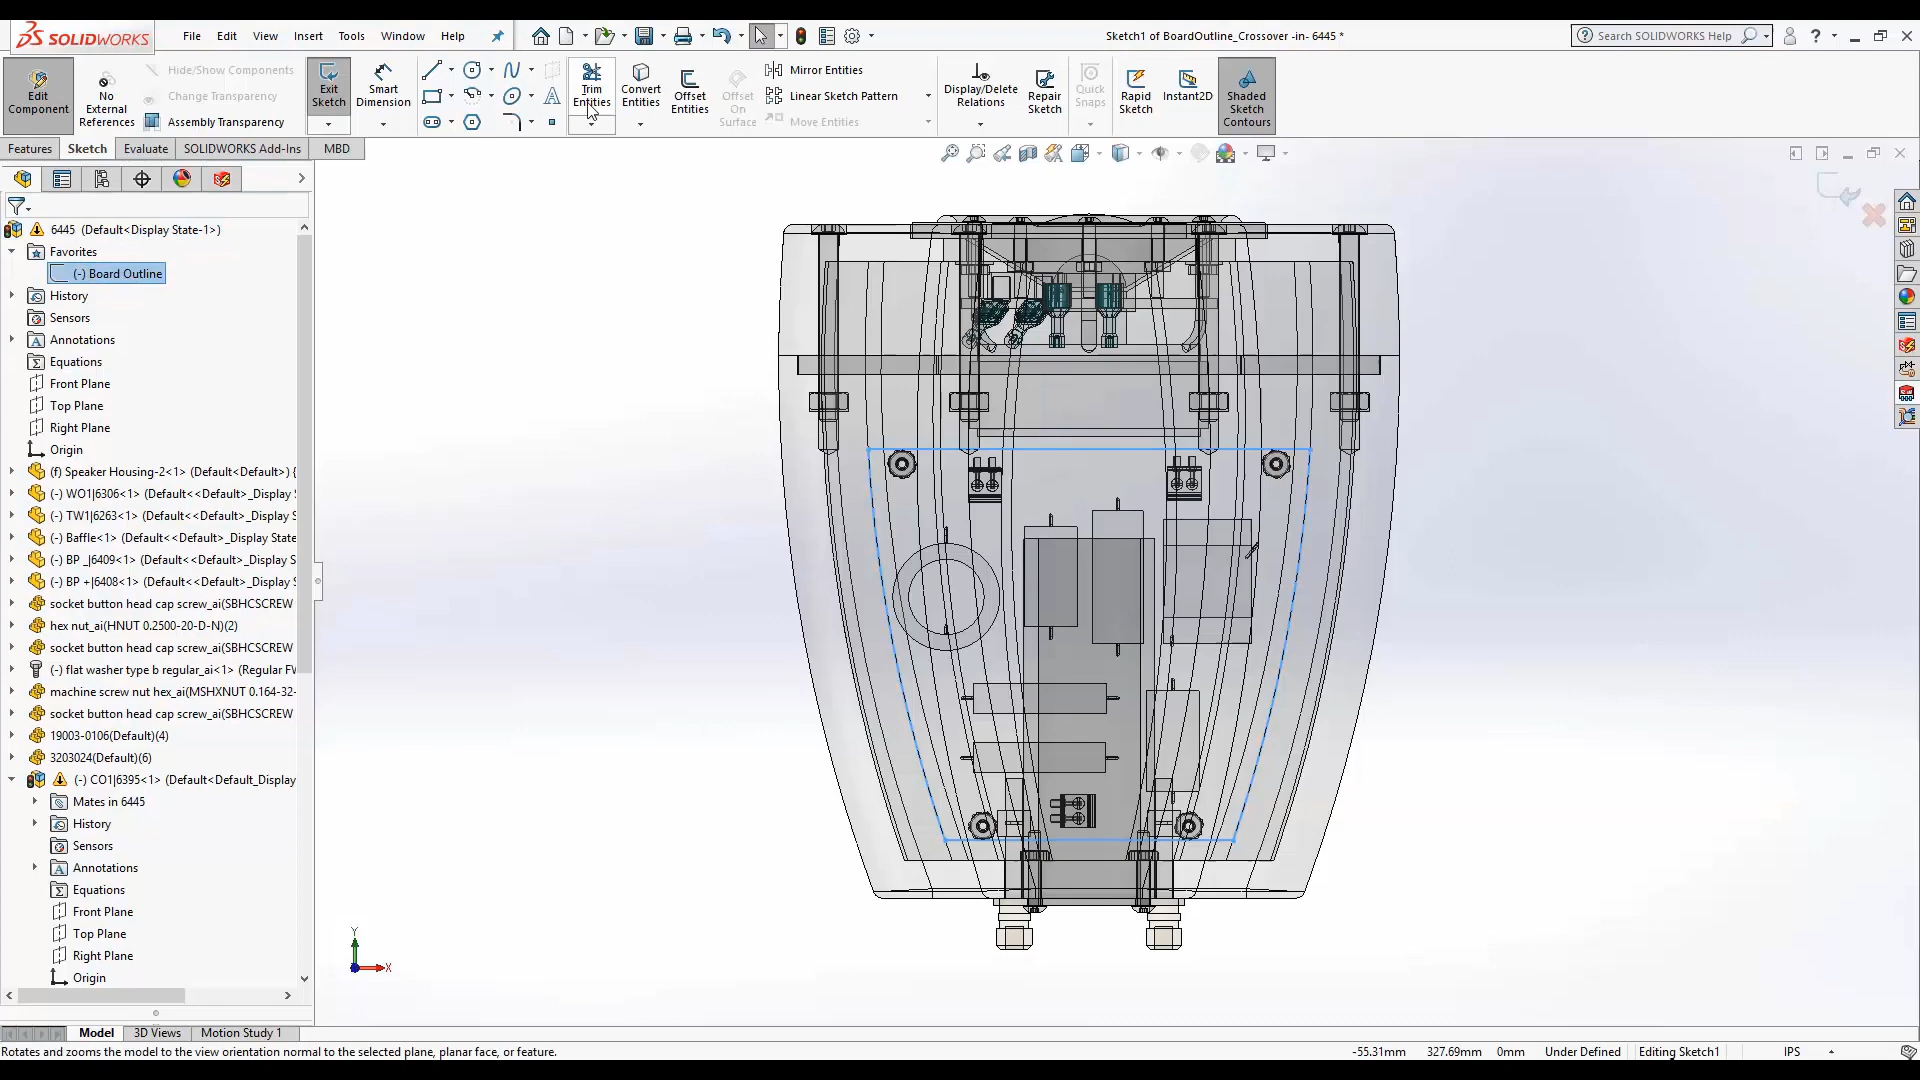 SOLIDWORKS
File Edit View Insert Tools Window Help
Sketch1 of BoardOutline_Crossover -in- 6445 *
Search SOLIDWORKS Help
Edit Component
No External References
Hide/Show Components
Change Transparency
Assembly Transparency
Exit Sketch
Smart Dimension
Trim Entities
Convert Entities
Offset Entities
Offset On Surface
Mirror Entities
Linear Sketch Pattern
Move Entities
Display/Delete Relations
Repair Sketch
Quick Snaps
Rapid Sketch
Instant2D
Shaded Sketch Contours
Features Sketch Evaluate SOLIDWORKS Add-Ins MBD
6445 (Default<Display State-1>)
Favorites
(-) Board Outline
History
Sensors
Annotations
Equations
Front Plane
Top Plane
Right Plane
Origin
(f) Speaker Housing-2<1> (Default<Default>) {
(-) WO1|6306<1> (Default<<Default>_Display S
(-) TW1|6263<1> (Default<<Default>_Display S
(-) Baffle<1> (Default<<Default>_Display State
(-) BP _|6409<1> (Default<<Default>_Display S
(-) BP +|6408<1> (Default<<Default>_Display S
socket button head cap screw_ai(SBHCSCREW
hex nut_ai(HNUT 0.2500-20-D-N)(2)
socket button head cap screw_ai(SBHCSCREW
(-) flat washer type b regular_ai<1> (Regular FW
machine screw nut hex_ai(MSHXNUT 0.164-32-
socket button head cap screw_ai(SBHCSCREW
19003-0106(Default)(4)
3203024(Default)(6)
(-) CO1|6395<1> (Default<Default_Display
Mates in 6445
History
Sensors
Annotations
Equations
Front Plane
Top Plane
Right Plane
Origin
Y
X
Model 3D Views Motion Study 1
Rotates and zooms the model to the view orientation normal to the selected plane, planar face, or feature.
-55.31mm 327.69mm 0mm Under Defined Editing Sketch1 IPS